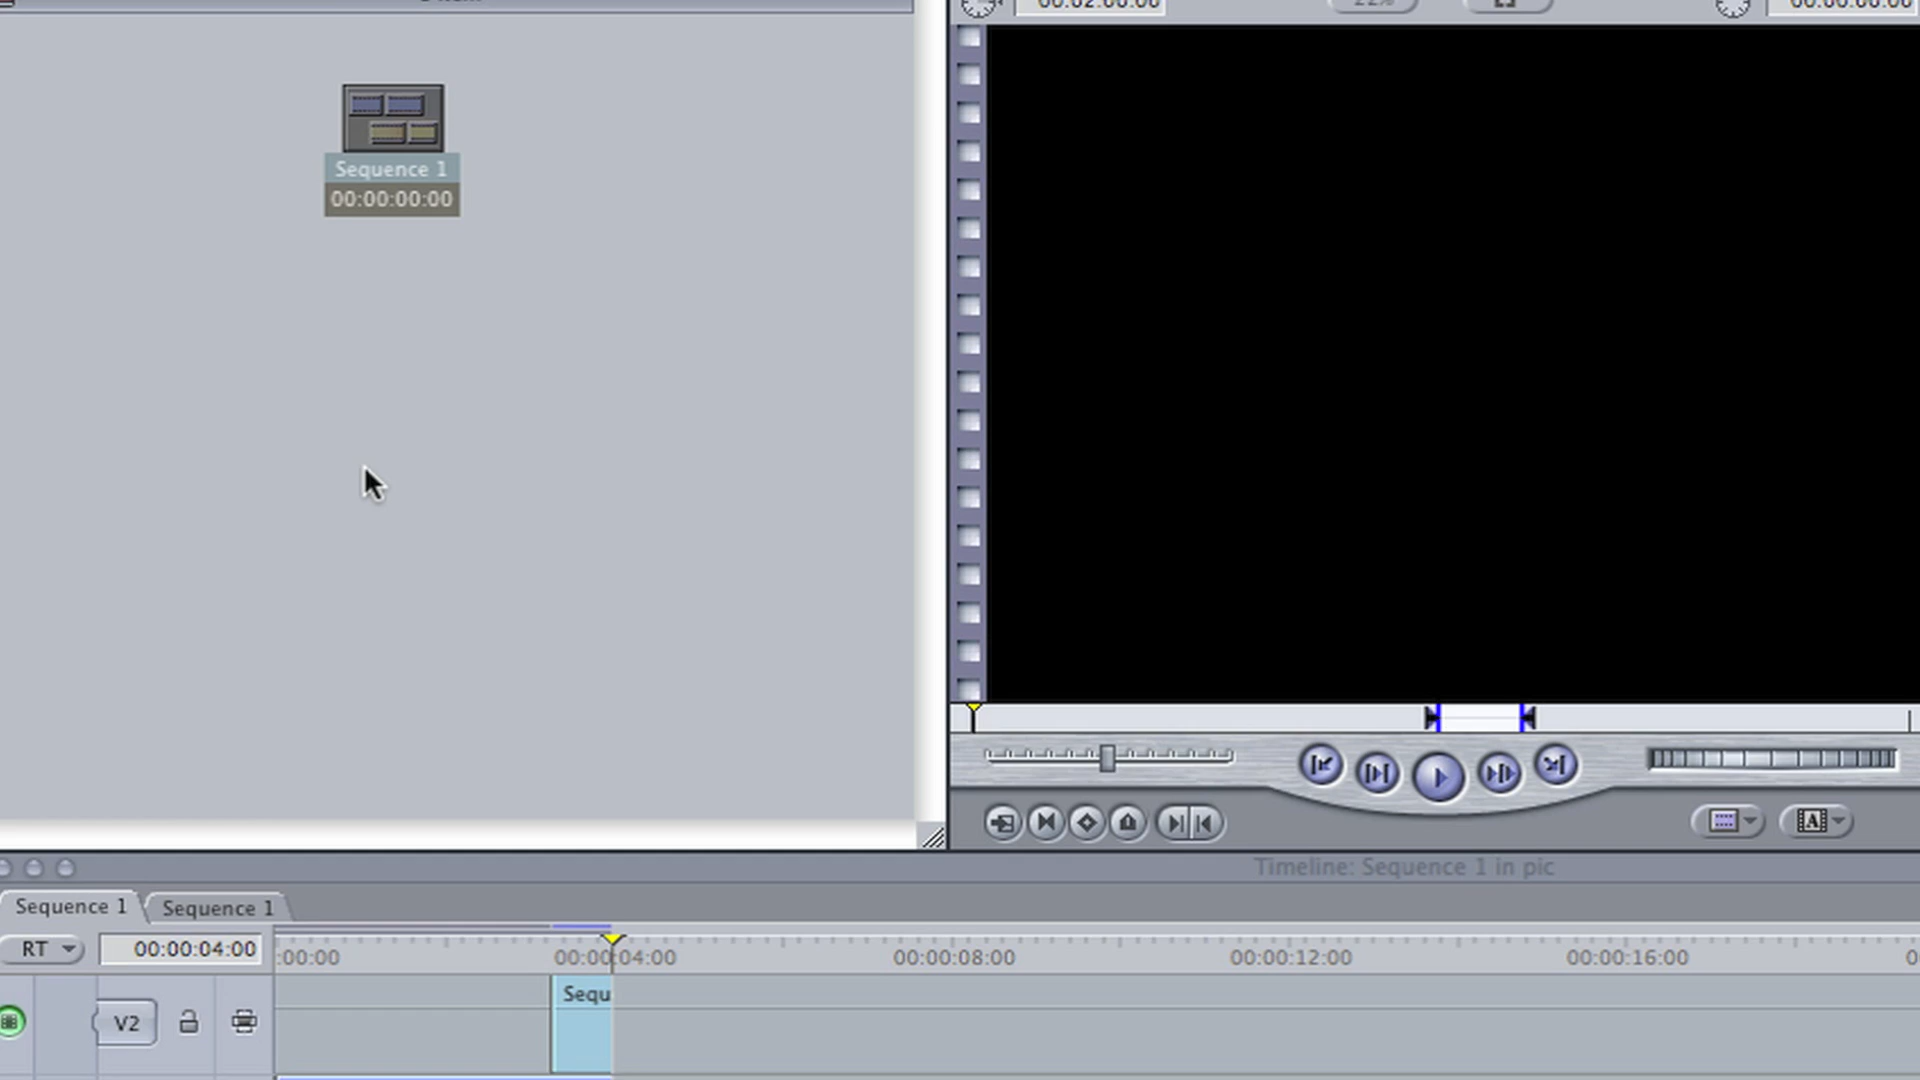 00:02:00:00
22%
00:00:00:00
Sequence 1
00:00:00:00
Timeline: Sequence 1 in pic
Sequence 1
Sequence 1
RT
00:00:04:00
:00:00
00:00:04:00
00:00:08:00
00:00:12:00
00:00:16:00
0
Sequ
V2
A